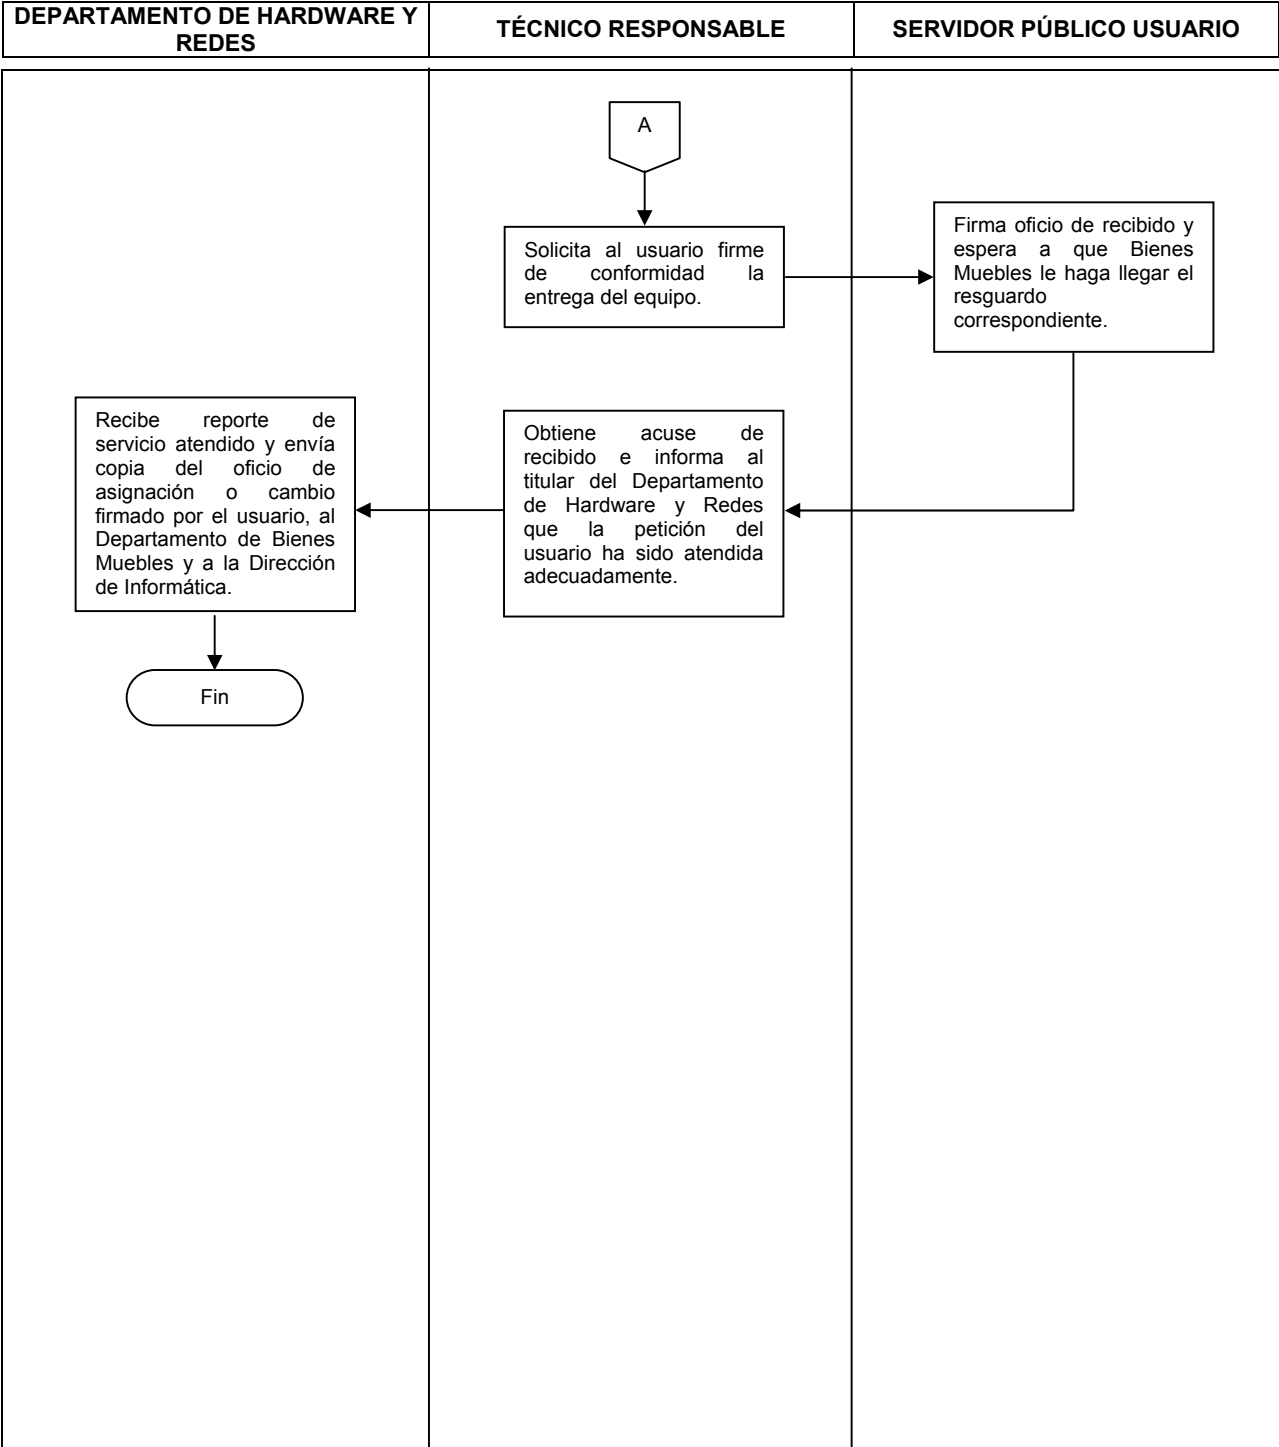 DEPARTAMENTO DE HARDWARE Y
REDES
TÉCNICO RESPONSABLE
SERVIDOR PÚBLICO USUARIO
A
Solicita al usuario firme
de conformidad la
entrega del equipo.
Firma oficio de recibido y
espera a que Bienes
Muebles le haga llegar el
resguardo
correspondiente.
Obtiene acuse de
recibido e informa al
titular del Departamento
de Hardware y Redes
que la petición del
usuario ha sido atendida
adecuadamente.
Recibe reporte de
servicio atendido y envía
copia del oficio de
asignación o cambio
firmado por el usuario, al
Departamento de Bienes
Muebles y a la Dirección
de Informática.
Fin